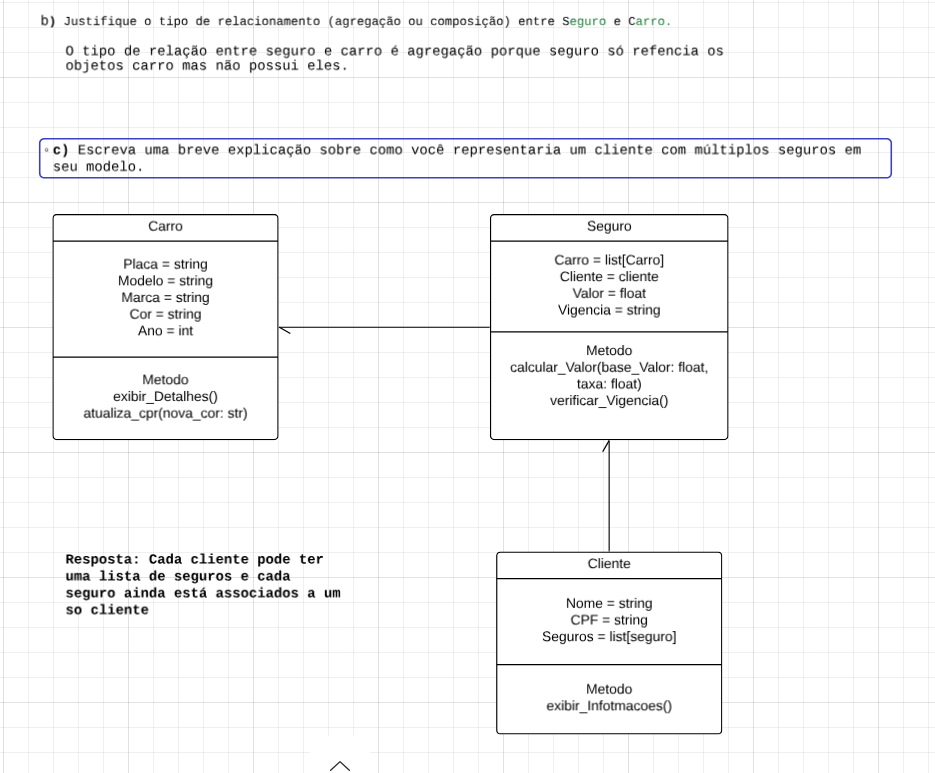 b) Justifique o tipo de relacionamento (agregação ou composição) entre Seguro e Carro.
O tipo de relação entre seguro e carro é agregação porque seguro só refencia os
objetos carro mas não possui eles.
c) Escreva uma breve explicação sobre como você representaria um cliente com múltiplos seguros em
seu modelo.
Carro
Placa = string
Modelo = string
Marca = string
Cor = string
Ano = int
Metodo
exibir_Detalhes()
atualiza_cpr(nova_cor: str)
Seguro
Carro = list[Carro]
Cliente = cliente
Valor = float
Vigencia = string
Metodo
calcular_Valor(base_Valor: float,
taxa: float)
verificar_Vigencia()
Resposta: Cada cliente pode ter
uma lista de seguros e cada
seguro ainda está associados a um
so cliente
Cliente
Nome = string
CPF = string
Seguros = list[seguro]
Metodo
exibir_Infotmacoes()